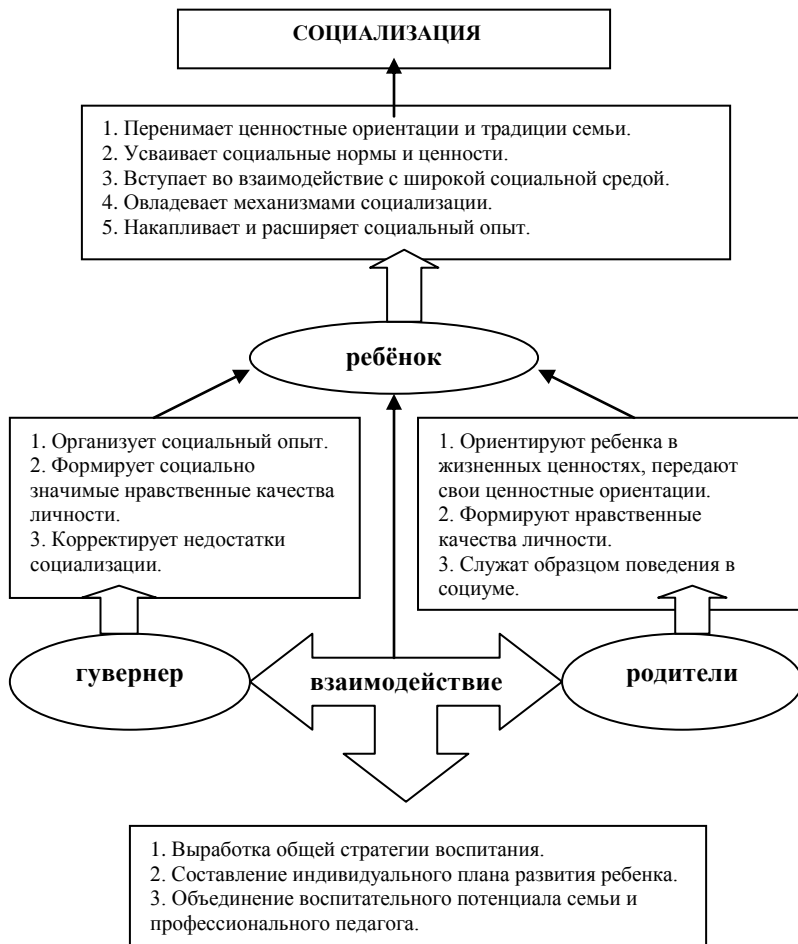 СОЦИАЛИЗАЦИЯ
1. Перенимает ценностные ориентации и традиции семьи.
2. Усваивает социальные нормы и ценности.
3. Вступает во взаимодействие с широкой социальной средой.
4. Овладевает механизмами социализации.
5. Накапливает и расширяет социальный опыт.
ребёнок
1. Организует социальный опыт.
2. Формирует социально
значимые нравственные качества
личности.
3. Корректирует недостатки
социализации.
1. Ориентируют ребенка в
жизненных ценностях, передают
свои ценностные ориентации.
2. Формируют нравственные
качества личности.
3. Служат образцом поведения в
социуме.
гувернер
взаимодействие
родители
1. Выработка общей стратегии воспитания.
2. Составление индивидуального плана развития ребенка.
3. Объединение воспитательного потенциала семьи и
профессионального педагога.